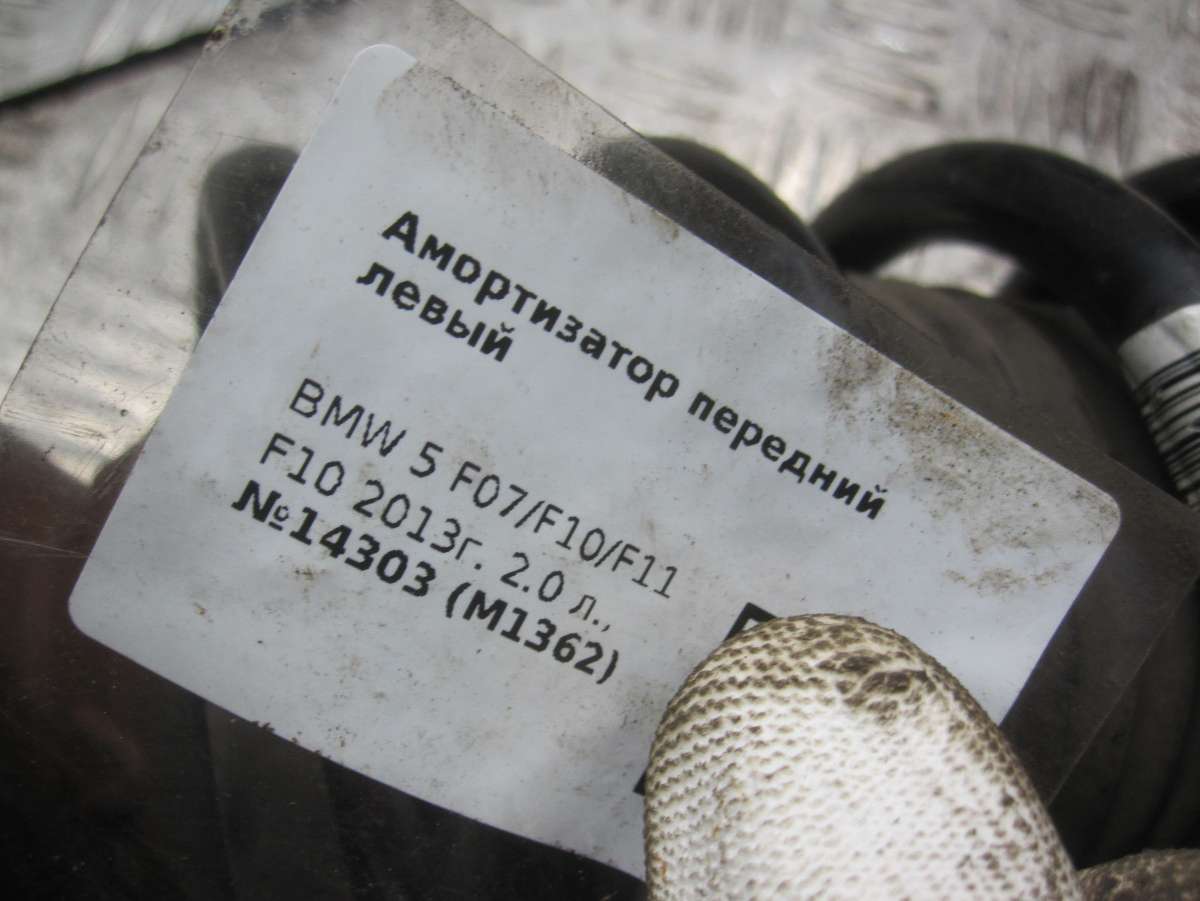 Амортизатор передний
левый
BMW 5 F07/F10/F11
F10 2013г. 2.0 л.,
№14303 (M1362)